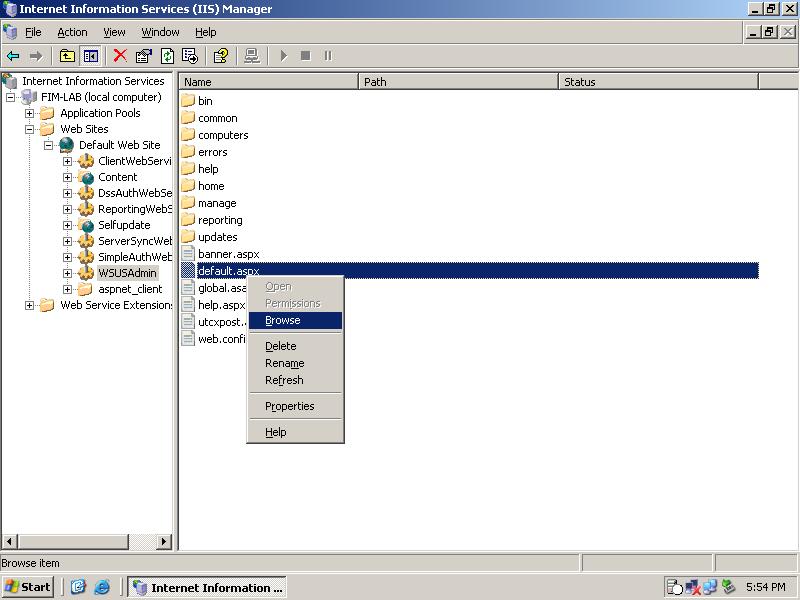 Internet Information Services (IIS) Manager
File Action View Window Help
Internet Information Services
FIM-LAB (local computer)
Application Pools
Web Sites
Default Web Site
ClientWebServi
Content
DssAuthWebSe
ReportingWebS
Selfupdate
ServerSyncWeb
SimpleAuthWeb
WSUSAdmin
aspnet_client
Web Service Extension
Name Path Status
bin
common
computers
errors
help
home
manage
reporting
updates
banner.aspx
default.aspx
global.asa
help.aspx
utcxpost.
web.confi
Open
Permissions
Browse
Delete
Rename
Refresh
Properties
Help
Browse item
Start Internet Information ... 5:54 PM